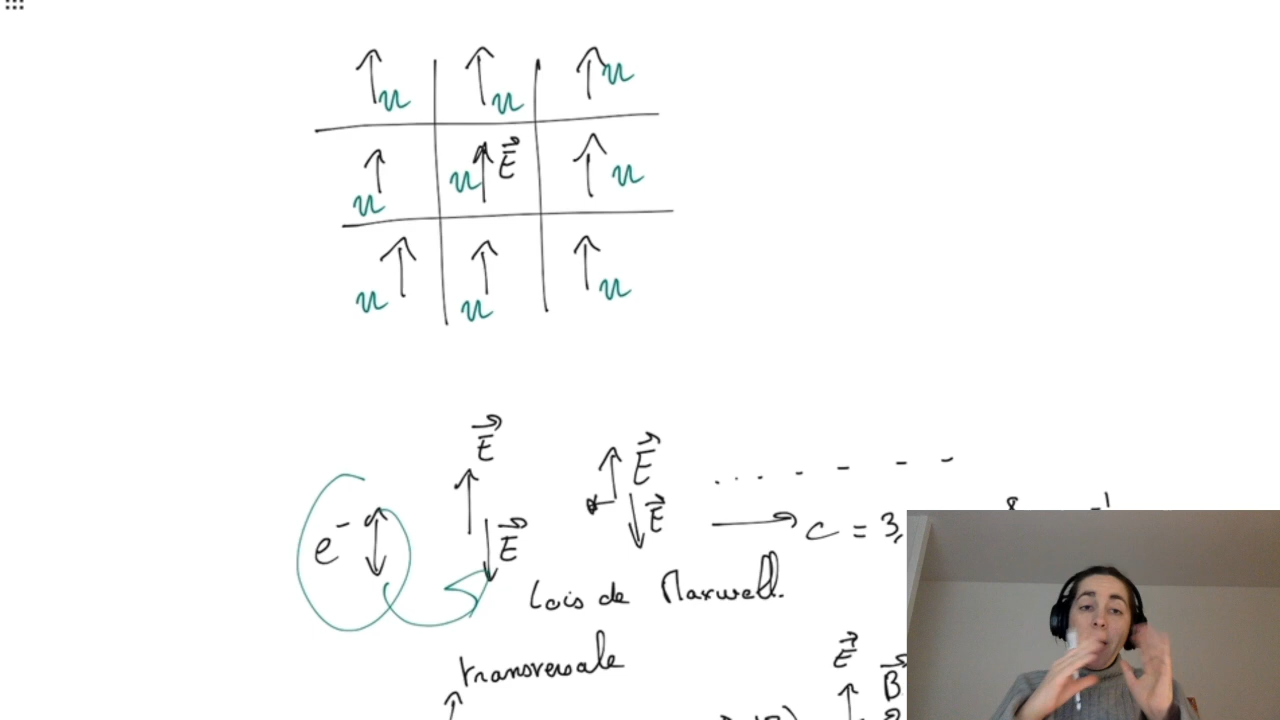 u u u
u u E⃗ u
u u u
E⃗
E⃗
e⁻ E⃗ E⃗
c = 3,
Lois de Maxwell.
transversale
E⃗
B⃗